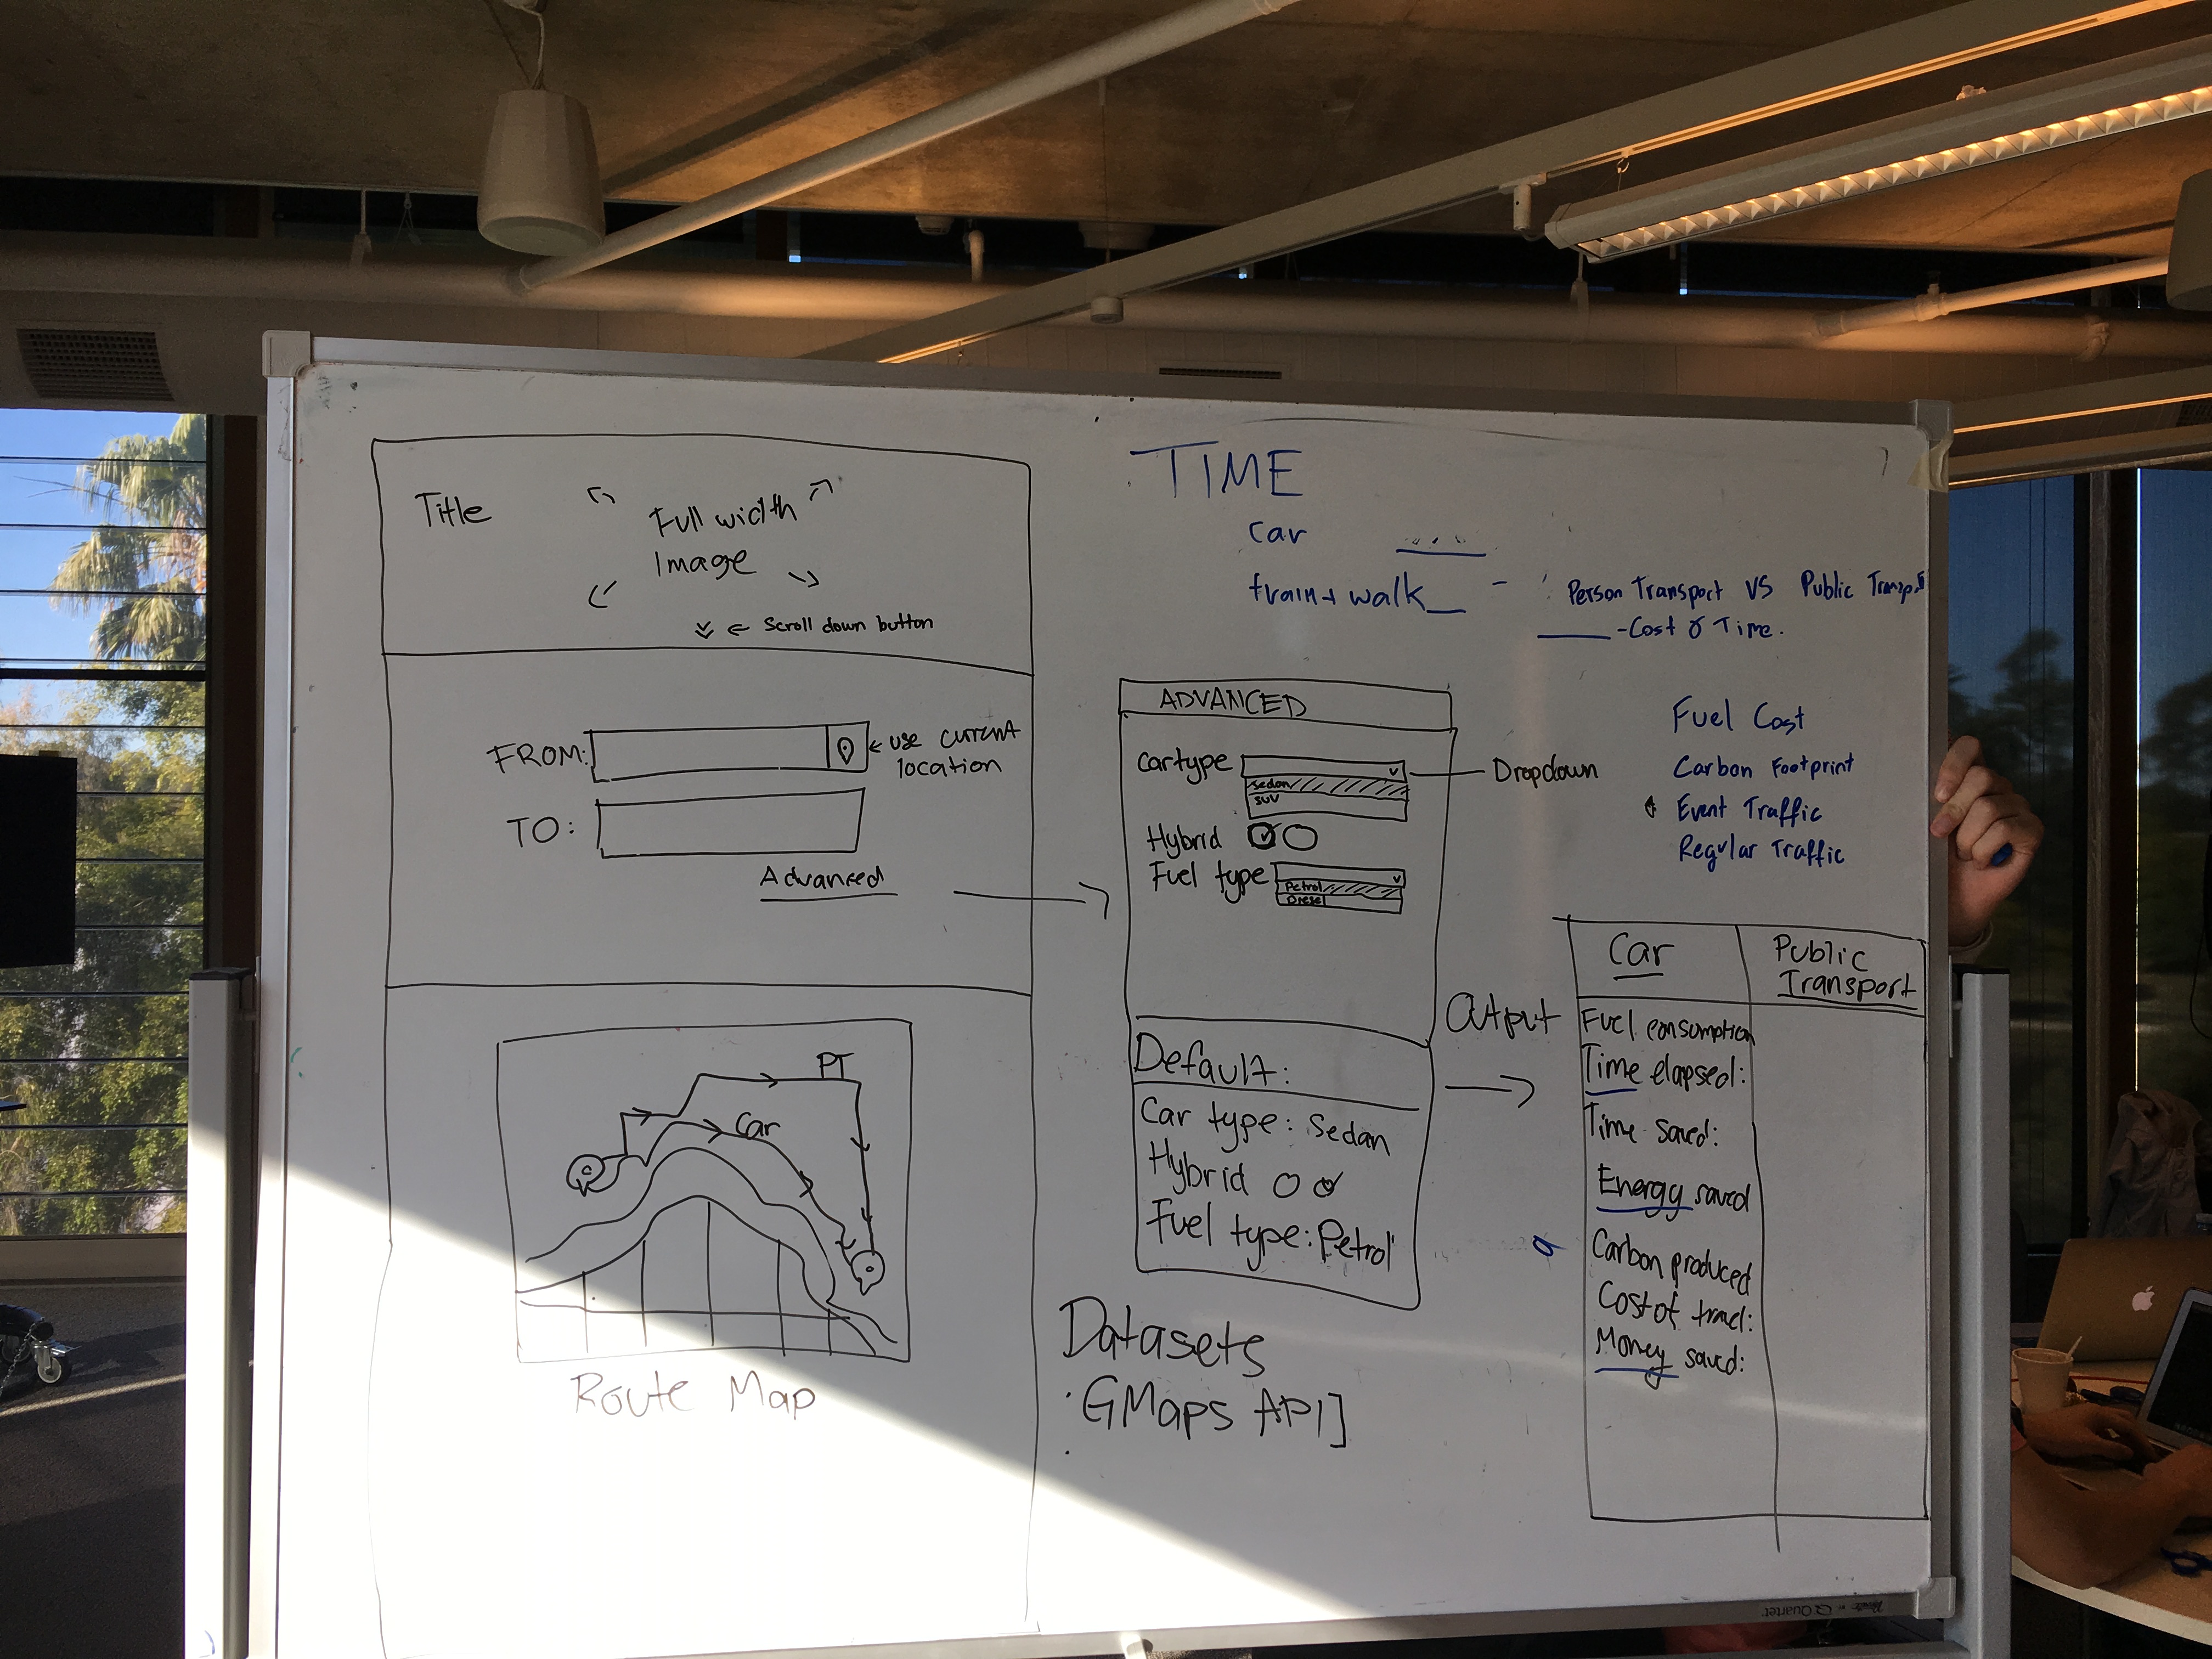 Title
Full width
Image
← Scroll down button
FROM:
← use current
location
TO:
Advanced
PT
Car
Route Map
TIME
Car
train + walk
Person Transport VS Public
- Cost & Time.
ADVANCED
Car type
Dropdown
Sedan
SUV
Hybrid
Fuel type
Petrol
Diesel
Default:
Car type: Sedan
Hybrid
Fuel type: Petrol
Datasets
· GMaps API]
Fuel Cost
Carbon Footprint
Event Traffic
Regular Traffic
Output
Car
Public
Transport
Fuel consumption
Time elapsed:
Time saved:
Energy saved
Carbon produced
Cost of travel:
Money saved:
Quartet